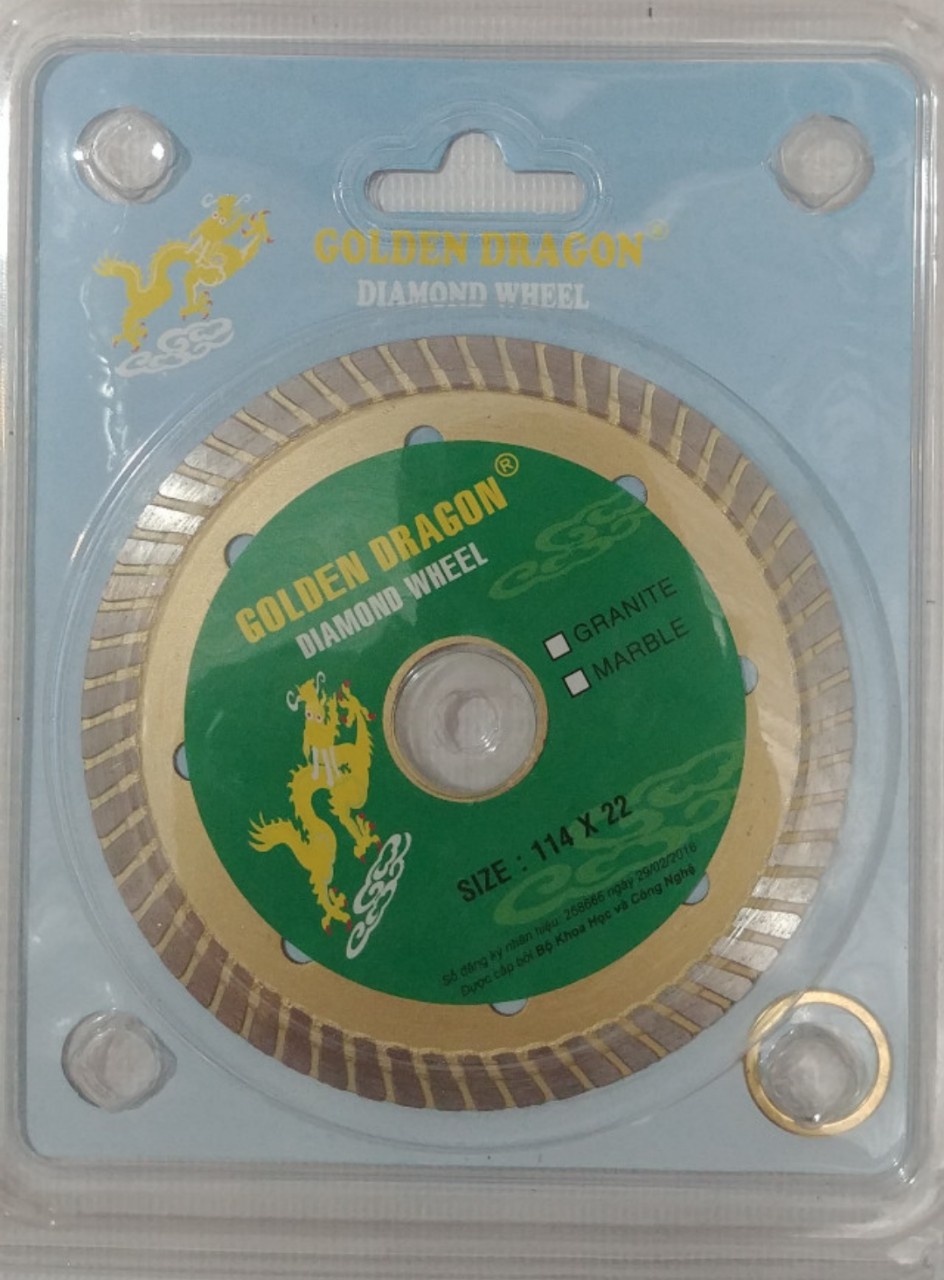 GOLDEN DRAGON®
DIAMOND WHEEL
GOLDEN DRAGON®
DIAMOND WHEEL
GRANITE
MARBLE
SIZE : 114 X 22
Số đăng ký nhãn hiệu: 258666 ngày 29/02/2016
Được cấp bởi Bộ Khoa Học và Công Nghệ